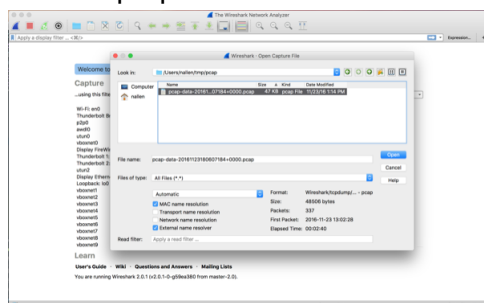 The Wireshark Network Analyzer
Apply a display filter ... <⌘/>
Expression...
Wireshark · Open Capture File
Look in: /Users/nallen/tmp/pcap
Computer
nallen
Name Size Kind Date Modified
pcap-data-20161...07184+0000.pcap 47 KB pcap File 11/23/16 1:14 PM
Welcome to
Capture
...using this filte
Wi-Fi: en0
Thunderbolt B
p2p0
awdl0
utun0
vboxnet0
Display FireWir
Thunderbolt 1:
Thunderbolt 2:
utun2
Display Ethern
Loopback: lo0
vboxnet1
vboxnet2
vboxnet3
vboxnet4
vboxnet5
vboxnet6
vboxnet7
vboxnet8
vboxnet9
File name: pcap-data-20161123180607184+0000.pcap
Open
Files of type: All Files (*.*)
Cancel
Help
Automatic
MAC name resolution
Transport name resolution
Network name resolution
External name resolver
Format: Wireshark/tcpdump/... - pcap
Size: 48506 bytes
Packets: 337
First Packet: 2016-11-23 13:02:28
Elapsed Time: 00:02:40
Read filter: Apply a read filter ...
Learn
User's Guide · Wiki · Questions and Answers · Mailing Lists
You are running Wireshark 2.0.1 (v2.0.1-0-g59ea380 from master-2.0).